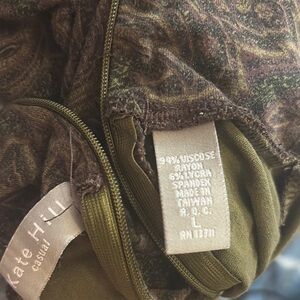 Kate Hill
casual
94% VISCOSE
RAYON
6% LYCRA
SPANDEX
MADE IN
TAIWAN
R.O.C.
L
RN 13711